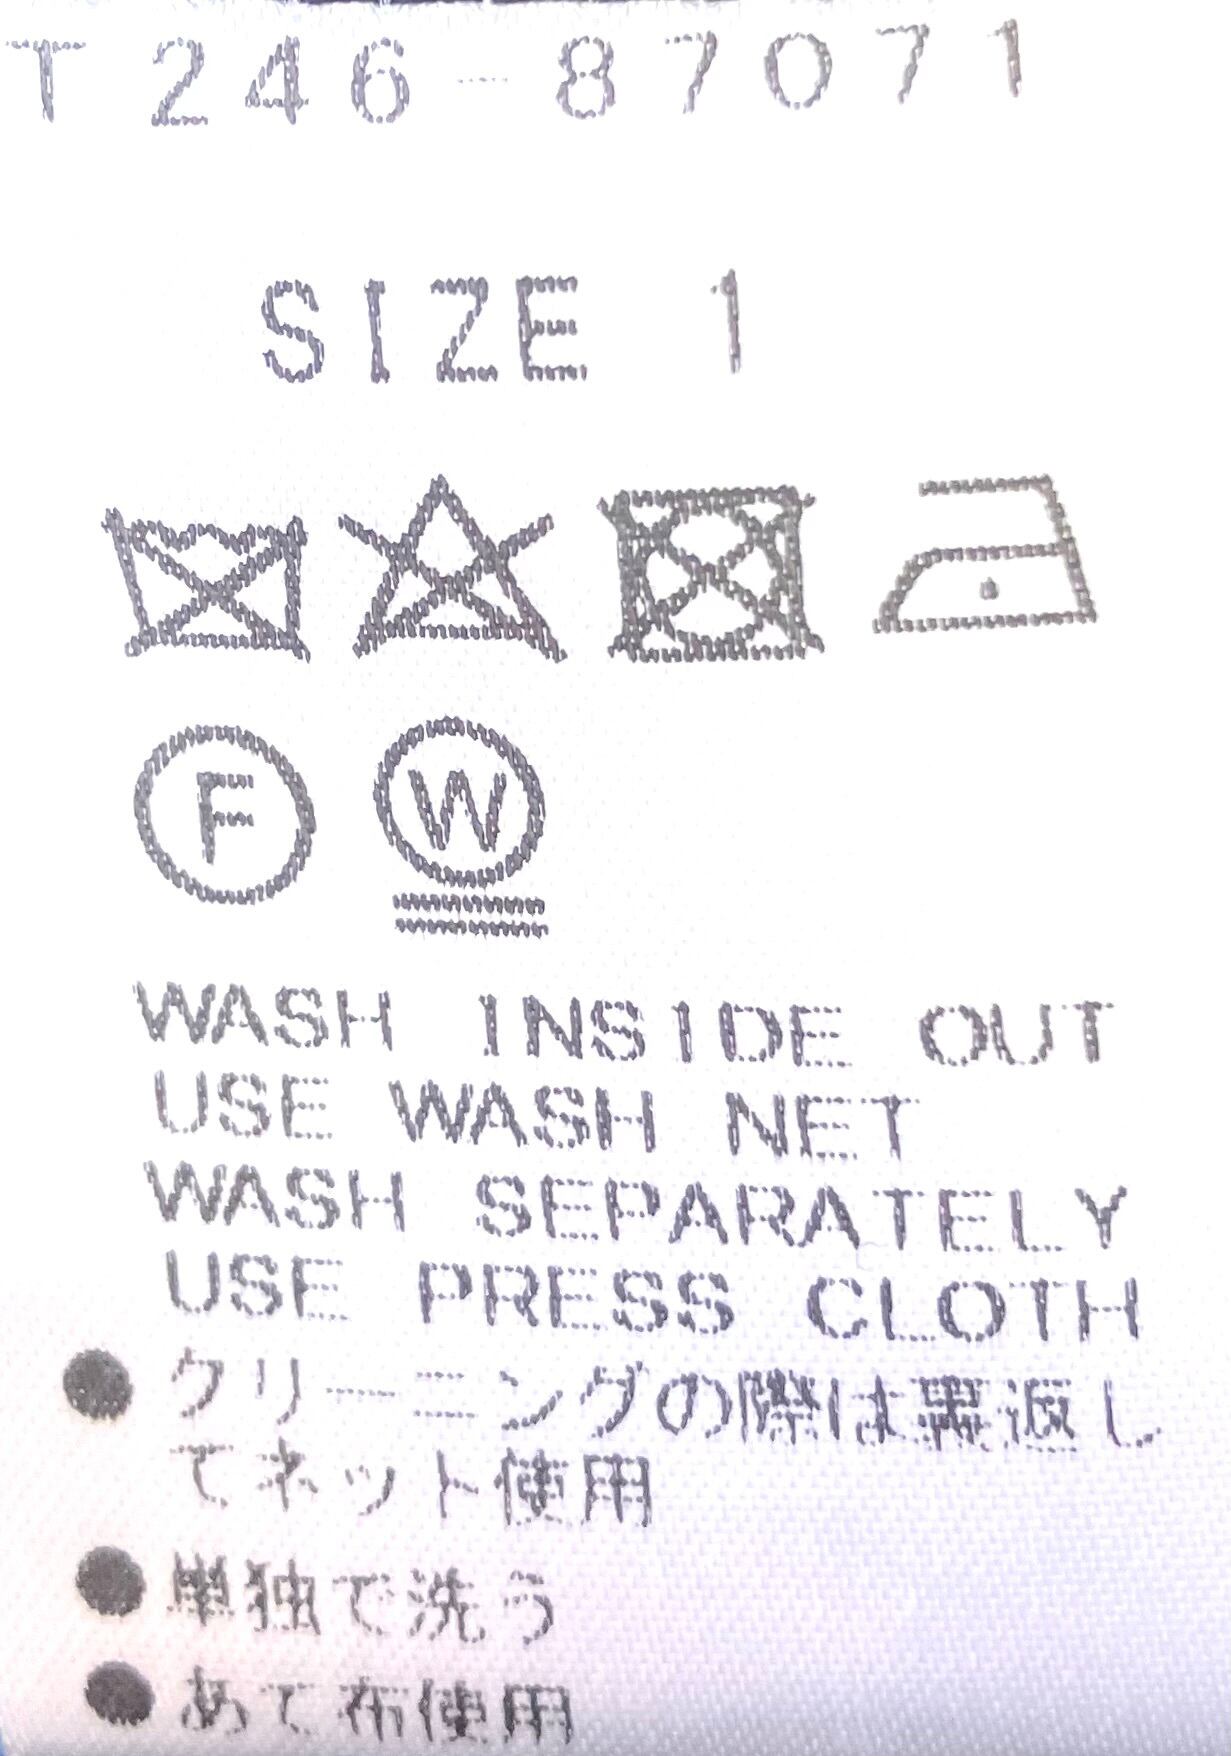 T246-87071
SIZE 1
F W
WASH INSIDE OUT
USE WASH NET
WASH SEPARATELY
USE PRESS CLOTH
●クリーニングの際は裏返し
てネット使用
●単独で洗う
●あて布使用